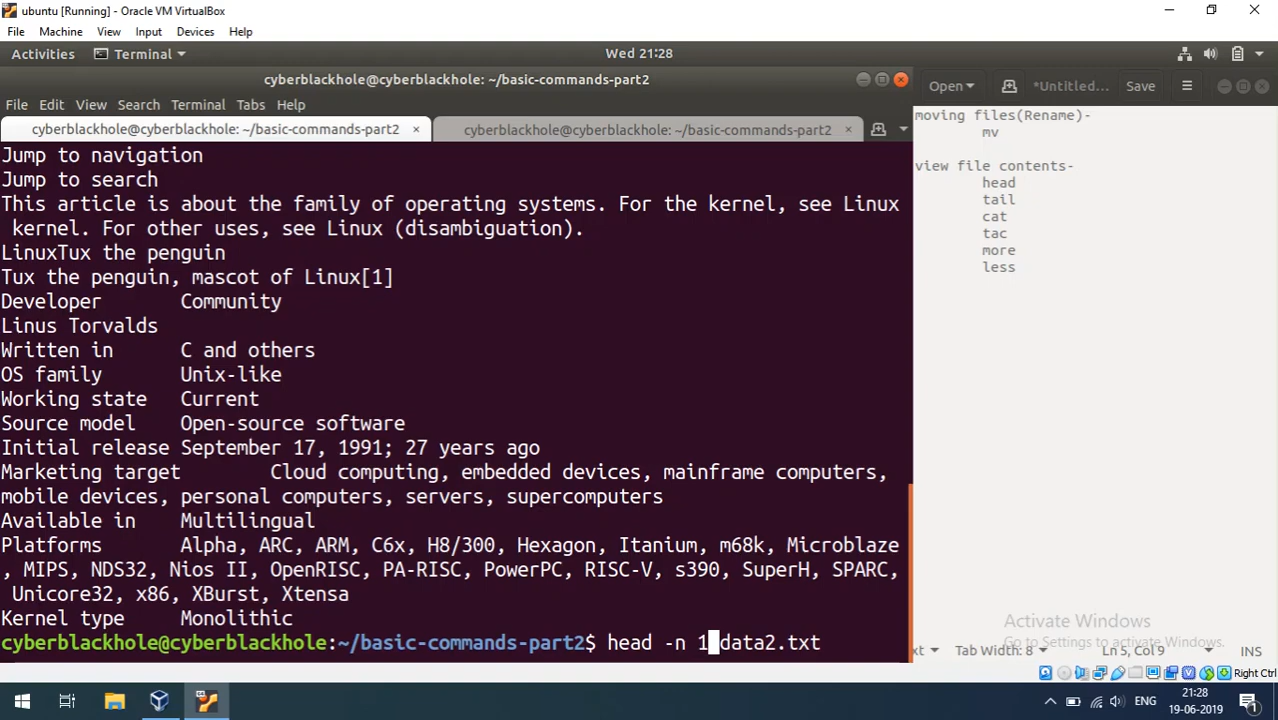 ubuntu [Running] - Oracle VM VirtualBox
File Machine View Input Devices Help
Activities Terminal Wed 21:28
cyberblackhole@cyberblackhole: ~/basic-commands-part2
Open *Untitled... Save
File Edit View Search Terminal Tabs Help
cyberblackhole@cyberblackhole: ~/basic-commands-part2 × cyberblackhole@cyberblackhole: ~/basic-commands-part2 ×
Jump to navigation
Jump to search
This article is about the family of operating systems. For the kernel, see Linux
kernel. For other uses, see Linux (disambiguation).
LinuxTux the penguin
Tux the penguin, mascot of Linux[1]
Developer Community
Linus Torvalds
Written in C and others
OS family Unix-like
Working state Current
Source model Open-source software
Initial release September 17, 1991; 27 years ago
Marketing target Cloud computing, embedded devices, mainframe computers,
mobile devices, personal computers, servers, supercomputers
Available in Multilingual
Platforms Alpha, ARC, ARM, C6x, H8/300, Hexagon, Itanium, m68k, Microblaze
, MIPS, NDS32, Nios II, OpenRISC, PA-RISC, PowerPC, RISC-V, s390, SuperH, SPARC,
Unicore32, x86, XBurst, Xtensa
Kernel type Monolithic
cyberblackhole@cyberblackhole:~/basic-commands-part2$ head -n 1 data2.txt
moving files(Rename)-
mv
view file contents-
head
tail
cat
tac
more
less
Activate Windows
Go to Settings to activate Windows.
xt Tab Width: 8 Ln 5, Col 9 INS
Right Ctrl
ENG
21:28
19-06-2019
1